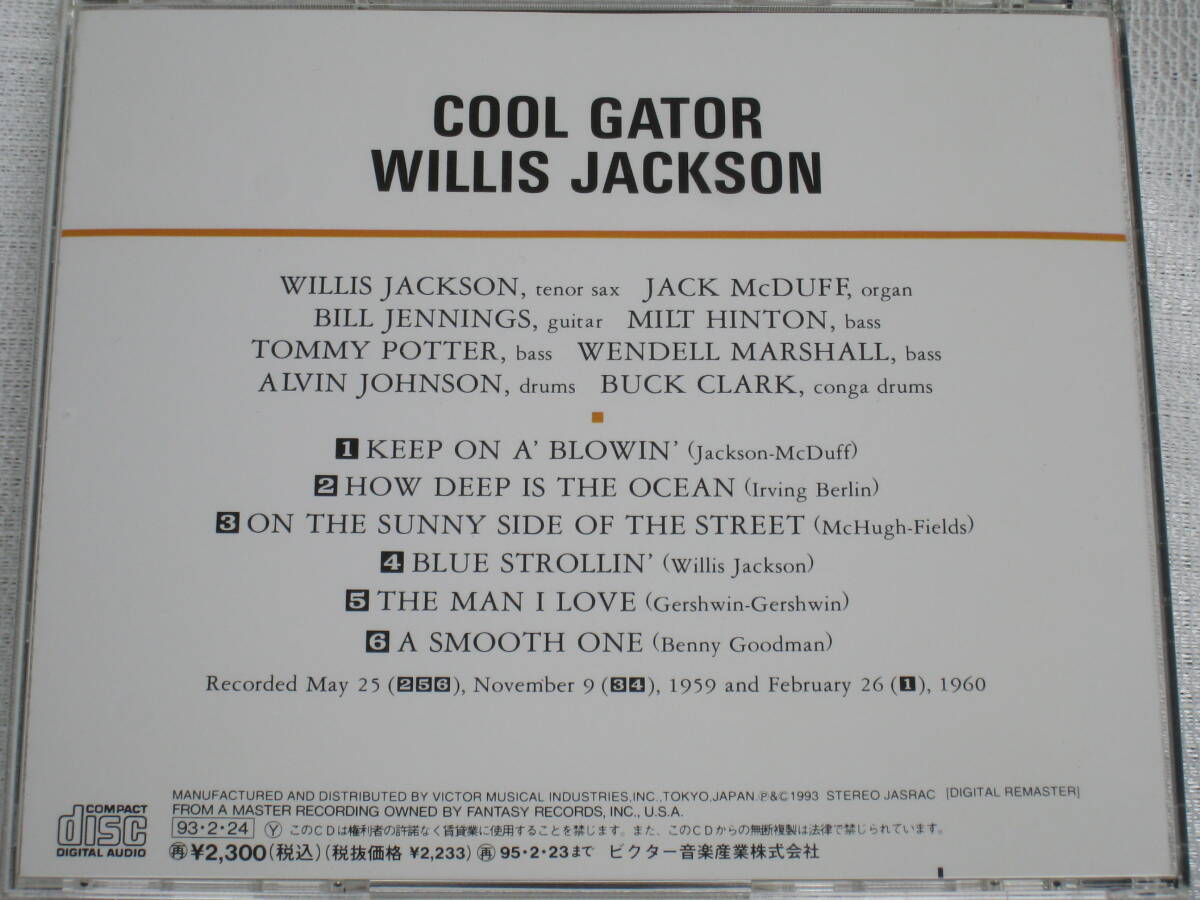 COOL GATOR
WILLIS JACKSON
WILLIS JACKSON, tenor sax JACK McDUFF, organ
BILL JENNINGS, guitar MILT HINTON, bass
TOMMY POTTER, bass WENDELL MARSHALL, bass
ALVIN JOHNSON, drums BUCK CLARK, conga drums
1 KEEP ON A' BLOWIN' (Jackson-McDuff)
2 HOW DEEP IS THE OCEAN (Irving Berlin)
3 ON THE SUNNY SIDE OF THE STREET (McHugh-Fields)
4 BLUE STROLLIN' (Willis Jackson)
5 THE MAN I LOVE (Gershwin-Gershwin)
6 A SMOOTH ONE (Benny Goodman)
Recorded May 25 (256), November 9 (34), 1959 and February 26 (1), 1960
MANUFACTURED AND DISTRIBUTED BY VICTOR MUSICAL INDUSTRIES,INC.,TOKYO,JAPAN.Ⓟ&Ⓒ1993 STEREO JASRAC [DIGITAL REMASTER]
FROM A MASTER RECORDING OWNED BY FANTASY RECORDS, INC., U.S.A.
COMPACT disc DIGITAL AUDIO
93・2・24 Ⓨ このCDは権利者の許諾なく賃貸業に使用することを禁じます。また、このCDからの無断複製は法律で禁じられています。
㊢¥2,300(税込)(税抜価格 ¥2,233)㊢95・2・23まで ビクター音楽産業株式会社